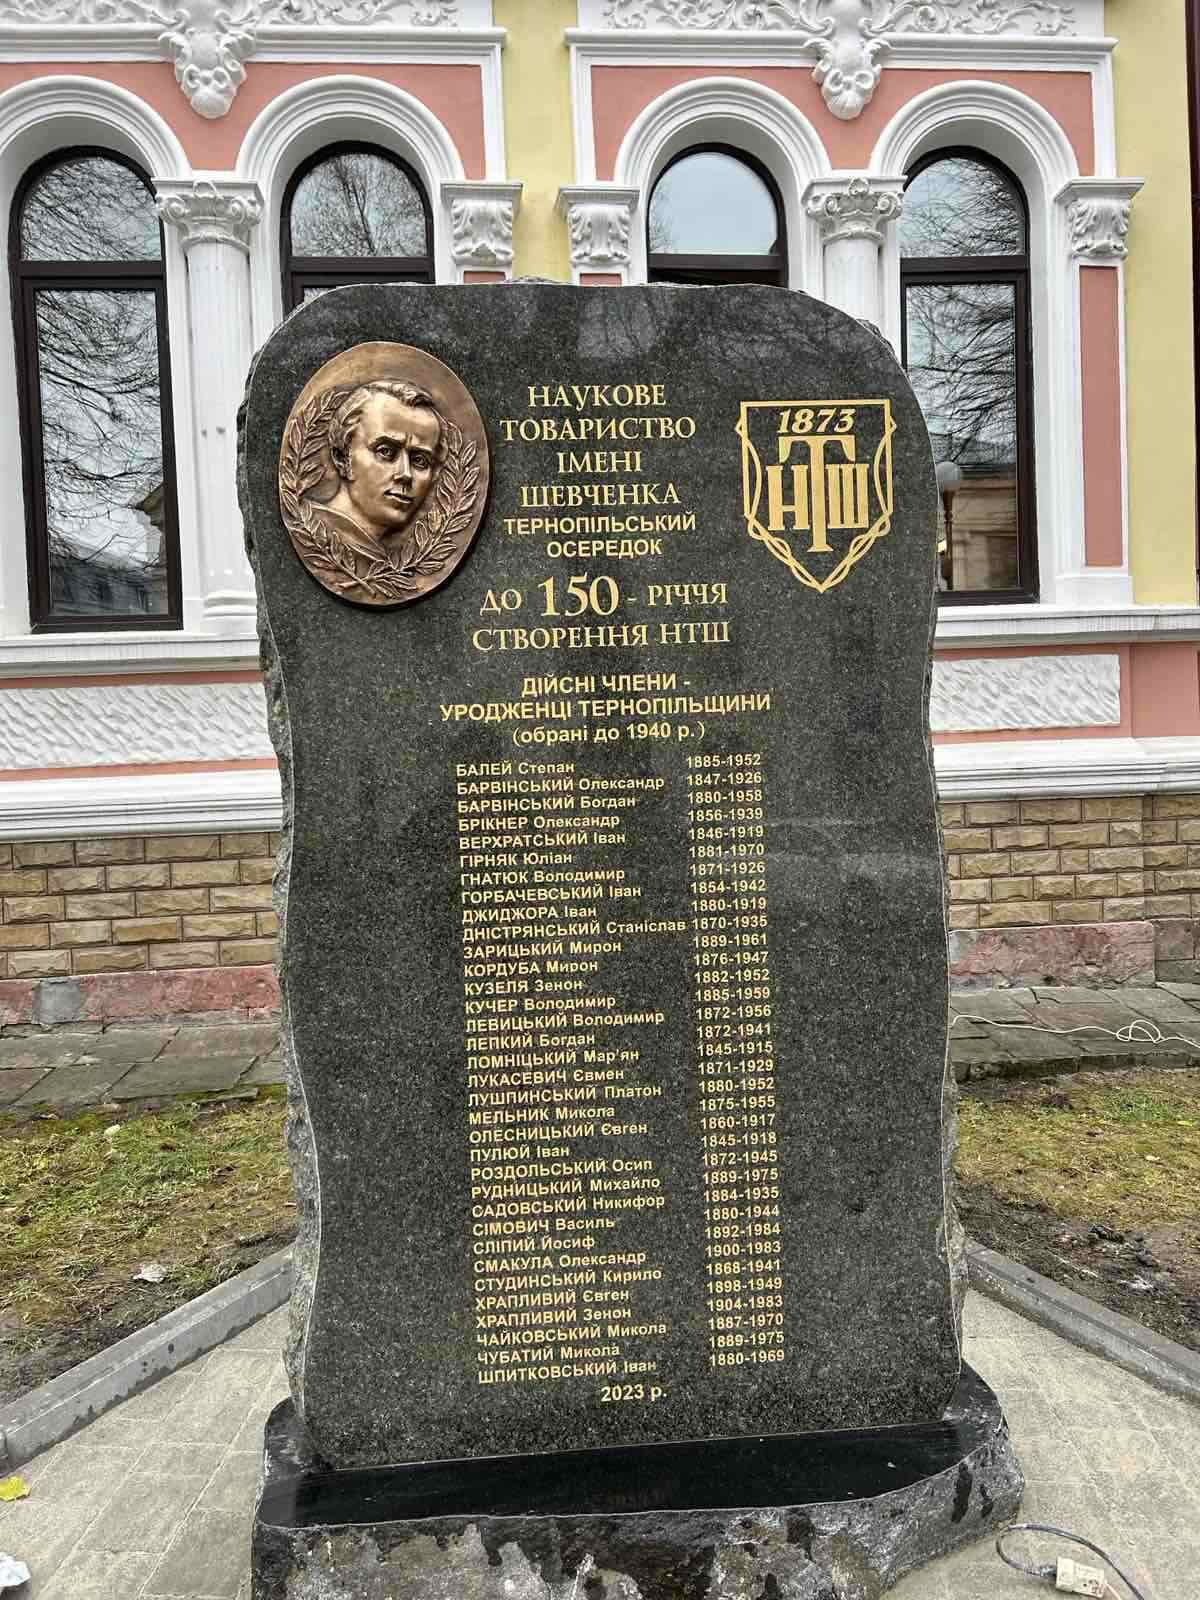 НАУКОВЕ
ТОВАРИСТВО
ІМЕНІ
ШЕВЧЕНКА
ТЕРНОПІЛЬСЬКИЙ
ОСЕРЕДОК
1873
НТШ
ДО 150 - РІЧЧЯ
СТВОРЕННЯ НТШ
ДІЙСНІ ЧЛЕНИ -
УРОДЖЕНЦІ ТЕРНОПІЛЬЩИНИ
(обрані до 1940 р.)
БАЛЕЙ Степан 1885-1952
БАРВІНСЬКИЙ Олександр 1847-1926
БАРВІНСЬКИЙ Богдан 1880-1958
БРІКНЕР Олександр 1856-1939
ВЕРХРАТСЬКИЙ Іван 1846-1919
ГІРНЯК Юліан 1881-1970
ГНАТЮК Володимир 1871-1926
ГОРБАЧЕВСЬКИЙ Іван 1854-1942
ДЖИДЖОРА Іван 1880-1919
ДНІСТРЯНСЬКИЙ Станіслав 1870-1935
ЗАРИЦЬКИЙ Мирон 1889-1961
КОРДУБА Мирон 1876-1947
КУЗЕЛЯ Зенон 1882-1952
КУЧЕР Володимир 1885-1959
ЛЕВИЦЬКИЙ Володимир 1872-1956
ЛЕПКИЙ Богдан 1872-1941
ЛОМНІЦЬКИЙ Мар'ян 1845-1915
ЛУКАСЕВИЧ Євмен 1871-1929
ЛУШПИНСЬКИЙ Платон 1880-1952
МЕЛЬНИК Микола 1875-1955
ОЛЕСНИЦЬКИЙ Євген 1860-1917
ПУЛЮЙ Іван 1845-1918
РОЗДОЛЬСЬКИЙ Осип 1872-1945
РУДНИЦЬКИЙ Михайло 1889-1975
САДОВСЬКИЙ Никифор 1884-1935
СІМОВИЧ Василь 1880-1944
СЛІПИЙ Йосиф 1892-1984
СМАКУЛА Олександр 1900-1983
СТУДИНСЬКИЙ Кирило 1868-1941
ХРАПЛИВИЙ Євген 1898-1949
ХРАПЛИВИЙ Зенон 1904-1983
ЧАЙКОВСЬКИЙ Микола 1887-1970
ЧУБАТИЙ Микола 1889-1975
ШПИТКОВСЬКИЙ Іван 1880-1969
2023 р.